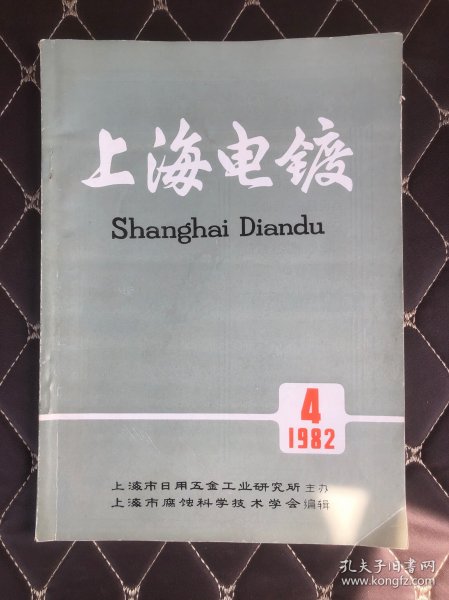 上海电镀
Shanghai Diandu
4
1982
上海市日用五金工业研究所 主办
上海市腐蚀科学技术学会 编辑
孔夫子旧书网
www.kongfz.com